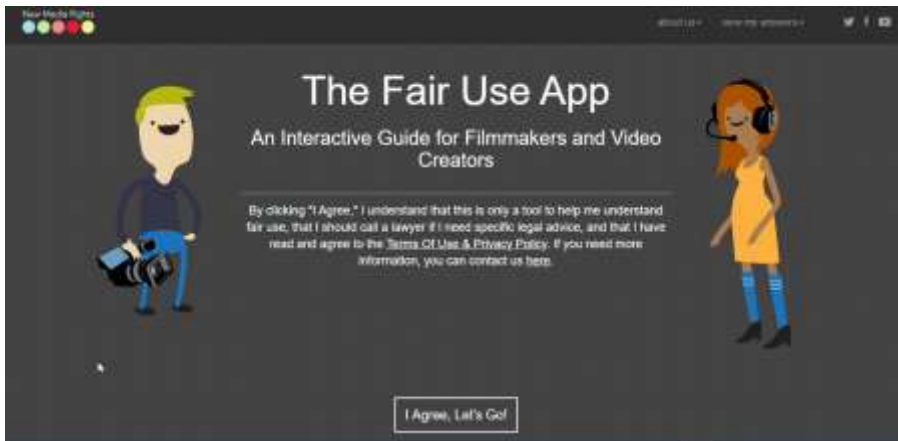 New Media Rights
about us
view my answers
The Fair Use App
An Interactive Guide for Filmmakers and Video
Creators
By clicking "I Agree," I understand that this is only a tool to help me understand
fair use, that I should call a lawyer if I need specific legal advice, and that I have
read and agree to the Terms Of Use & Privacy Policy. If you need more
information, you can contact us here.
I Agree, Let's Go!